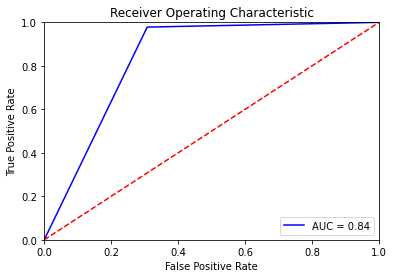 Receiver Operating Characteristic
1.0
0.8
0.6
0.4
0.2
0.0
True Positive Rate
AUC = 0.84
0.0 0.2 0.4 0.6 0.8 1.0
False Positive Rate